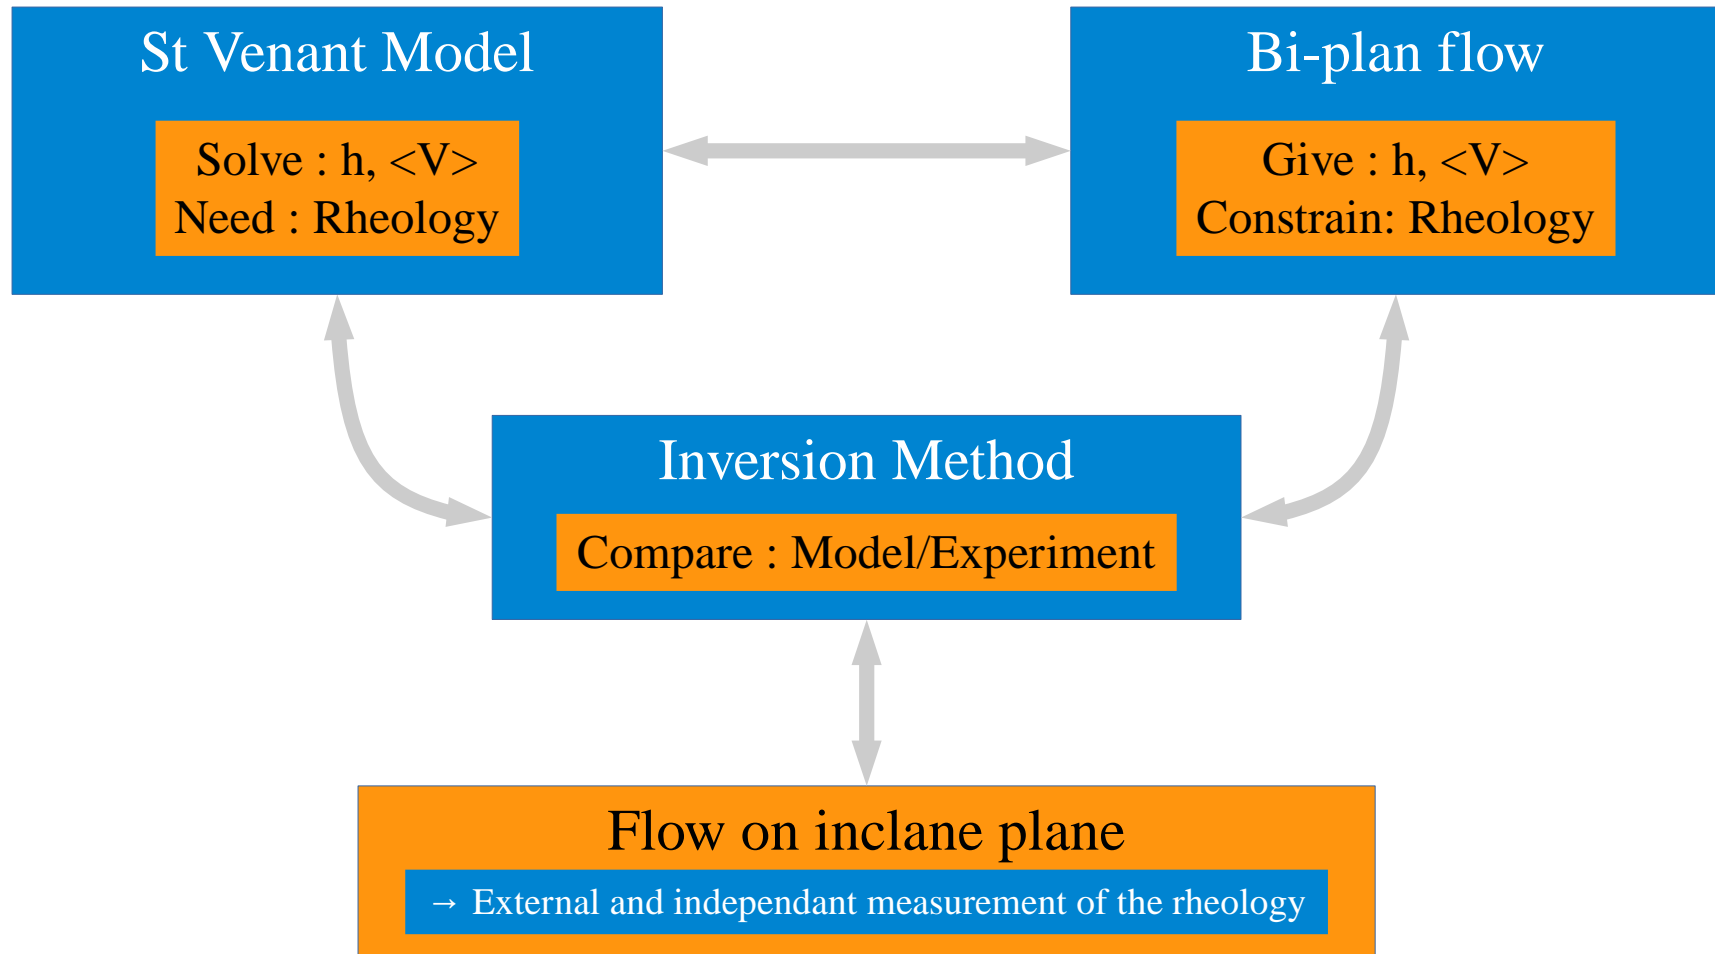 St Venant Model
Solve : h, <V>
Need : Rheology
Bi-plan flow
Give : h, <V>
Constrain: Rheology
Inversion Method
Compare : Model/Experiment
Flow on inclane plane
→ External and independant measurement of the rheology